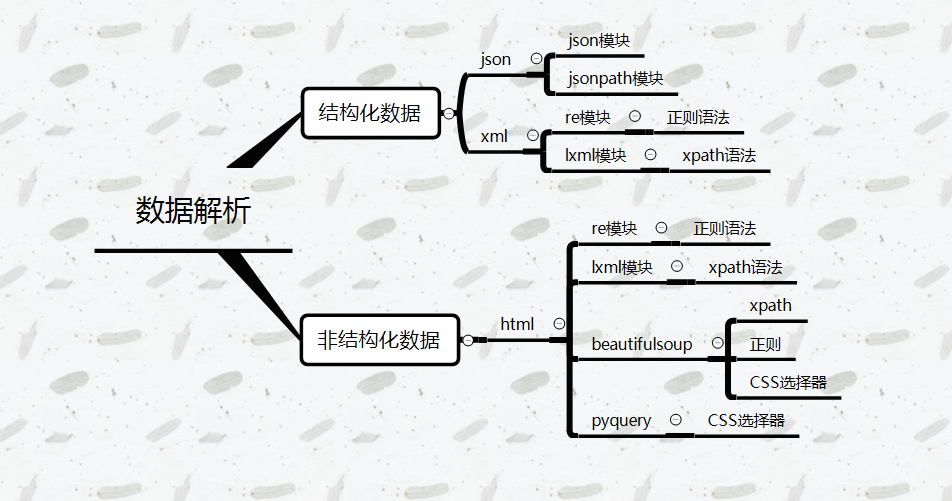 数据解析
结构化数据
json
json模块
jsonpath模块
xml
re模块
正则语法
lxml模块
xpath语法
非结构化数据
html
re模块
正则语法
lxml模块
xpath语法
beautifulsoup
xpath
正则
CSS选择器
pyquery
CSS选择器